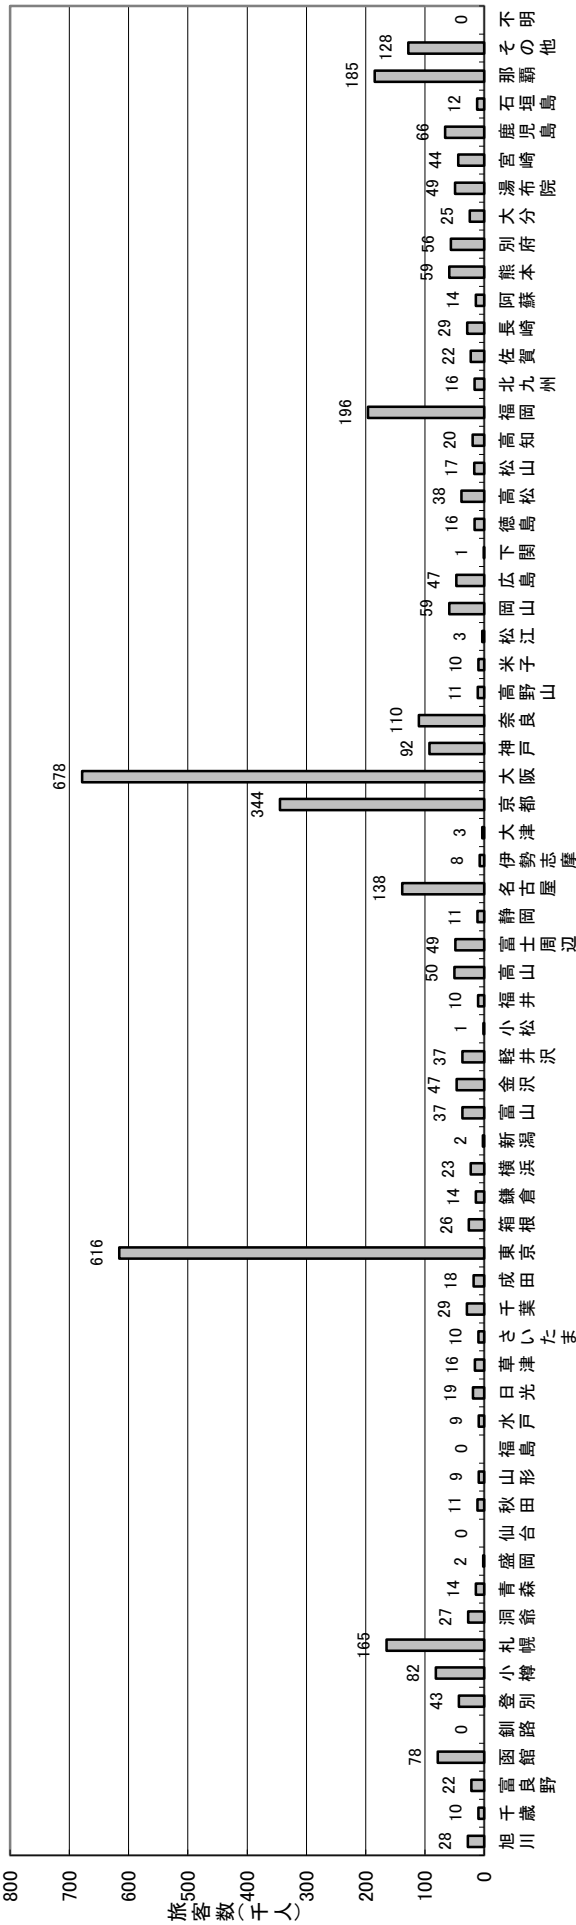 旅客数(千人)
800
700
600
500
400
300
200
100
0
28
10
22
78
0
43
82
165
27
14
2
0
11
9
0
9
19
16
10
29
18
616
26
14
23
2
37
47
37
1
10
50
49
11
138
8
3
344
678
92
110
11
10
3
59
47
1
16
38
17
20
196
16
22
29
14
59
56
25
49
44
66
12
185
128
0
旭川
千歳
富良野
函館
釧路
登別
小樽
札幌
洞爺
青森
盛岡
仙台
秋田
山形
福島
水戸
日光
草津
さいたま
千葉
成田
東京
箱根
鎌倉
横浜
新潟
富山
金沢
軽井沢
小松
福井
高山
富士周辺
静岡
名古屋
伊勢志摩
大津
京都
大阪
神戸
奈良
高野山
米子
松江
岡山
広島
下関
徳島
高松
松山
高知
福岡
北九州
佐賀
長崎
阿蘇
熊本
別府
大分
湯布院
宮崎
鹿児島
石垣島
那覇
その他
不明